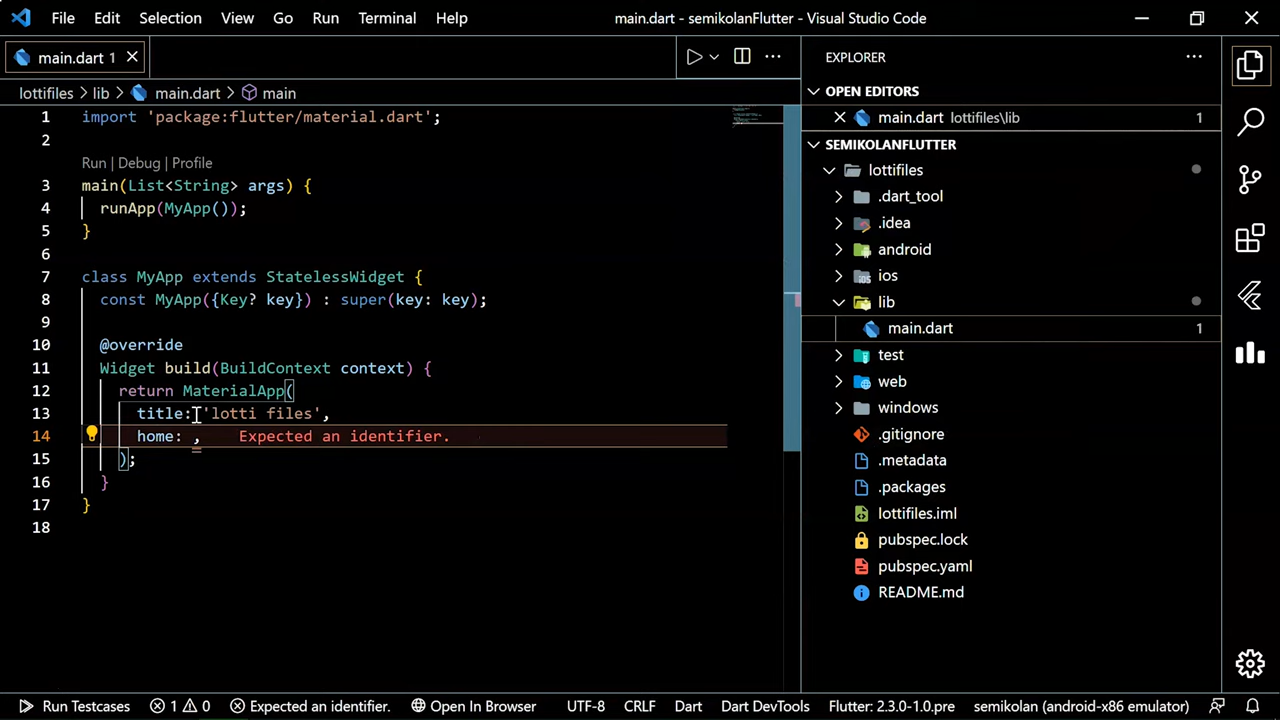 File Edit Selection View Go Run Terminal Help main.dart - semikolanFlutter - Visual Studio Code
main.dart 1
lottifiles > lib > main.dart > main
1 import 'package:flutter/material.dart';
2
Run | Debug | Profile
3 main(List<String> args) {
4 runApp(MyApp());
5 }
6
7 class MyApp extends StatelessWidget {
8 const MyApp({Key? key}) : super(key: key);
9
10 @override
11 Widget build(BuildContext context) {
12 return MaterialApp(
13 title: 'lotti files',
14 home: , Expected an identifier.
15 );
16 }
17 }
18
EXPLORER
OPEN EDITORS
main.dart lottifiles\lib 1
SEMIKOLANFLUTTER
lottifiles
.dart_tool
.idea
android
ios
lib
main.dart 1
test
web
windows
.gitignore
.metadata
.packages
lottifiles.iml
pubspec.lock
pubspec.yaml
README.md
Run Testcases 1 0 Expected an identifier. Open In Browser UTF-8 CRLF Dart Dart DevTools Flutter: 2.3.0-1.0.pre semikolan (android-x86 emulator)